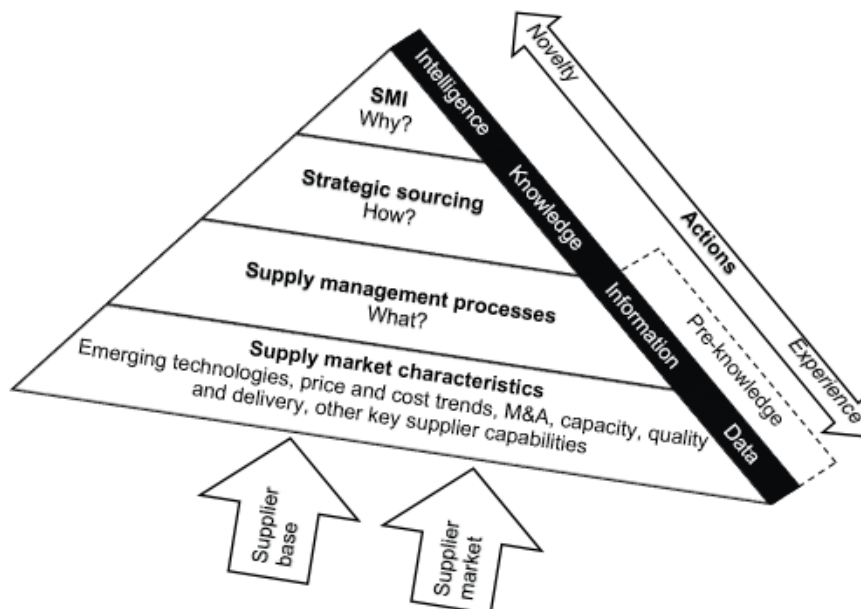 SMI
Why?
Strategic sourcing
How?
Supply management processes
What?
Supply market characteristics
Emerging technologies, price and cost trends, M&A, capacity, quality
and delivery, other key supplier capabilities
Intelligence
Knowledge
Information
Data
Novelty
Actions
Experience
Pre-knowledge
Supplier
base
Supplier
market